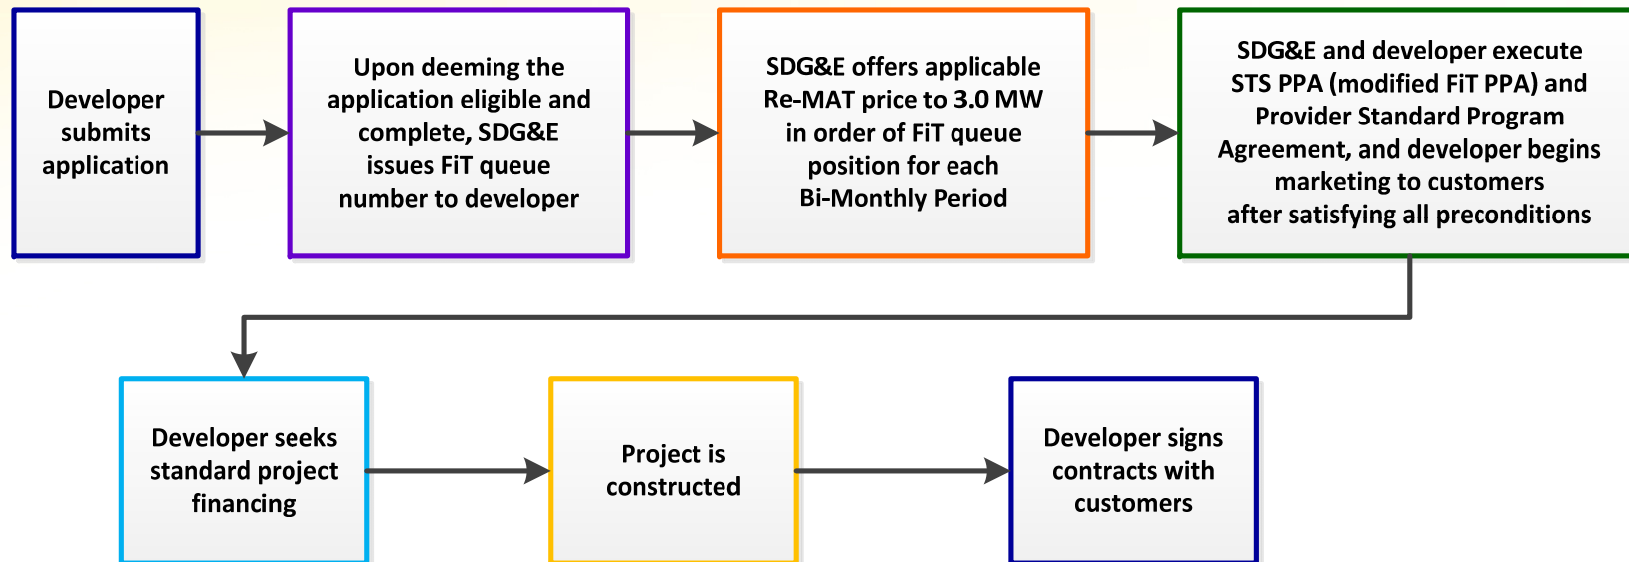 Developer
submits
application
Upon deeming the
application eligible and
complete, SDG&E
issues FiT queue
number to developer
SDG&E offers applicable
Re-MAT price to 3.0 MW
in order of FiT queue
position for each
Bi-Monthly Period
SDG&E and developer execute
STS PPA (modified FiT PPA) and
Provider Standard Program
Agreement, and developer begins
marketing to customers
after satisfying all preconditions
Developer seeks
standard project
financing
Project is
constructed
Developer signs
contracts with
customers